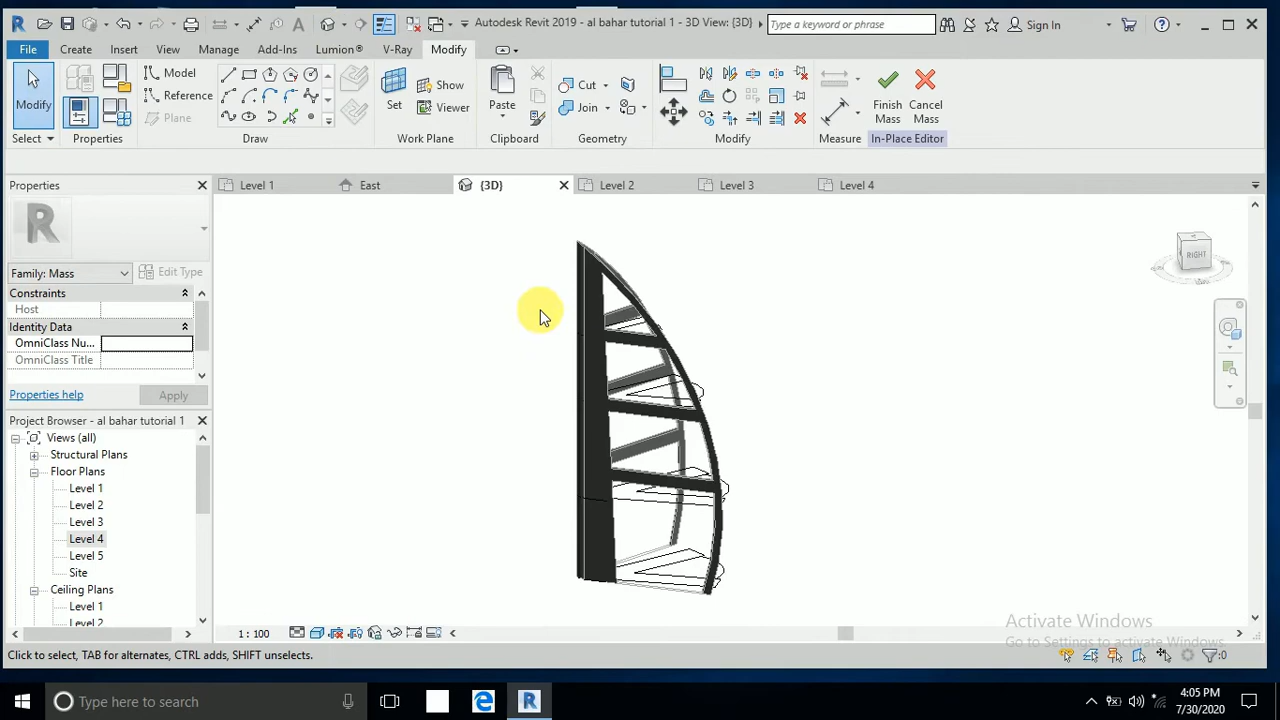 Autodesk Revit 2019 - al bahar tutorial 1 - 3D View: {3D}
Type a keyword or phrase
Sign In
File Create Insert View Manage Add-Ins Lumion® V-Ray Modify
Model
Reference
Plane
Show
Viewer
Cut
Join
Modify Set Paste Finish Mass Cancel Mass
Select Properties Draw Work Plane Clipboard Geometry Modify Measure In-Place Editor
Properties
Level 1 East {3D} Level 2 Level 3 Level 4
RIGHT
Family: Mass Edit Type
Constraints
Host
Identity Data
OmniClass Nu...
OmniClass Title
Properties help Apply
Project Browser - al bahar tutorial 1
Views (all)
Structural Plans
Floor Plans
Level 1
Level 2
Level 3
Level 4
Level 5
Site
Ceiling Plans
Level 1
Level 2
1 : 100
Activate Windows
Go to Settings to activate Windows.
Click to select, TAB for alternates, CTRL adds, SHIFT unselects.
:0
Type here to search
4:05 PM
7/30/2020